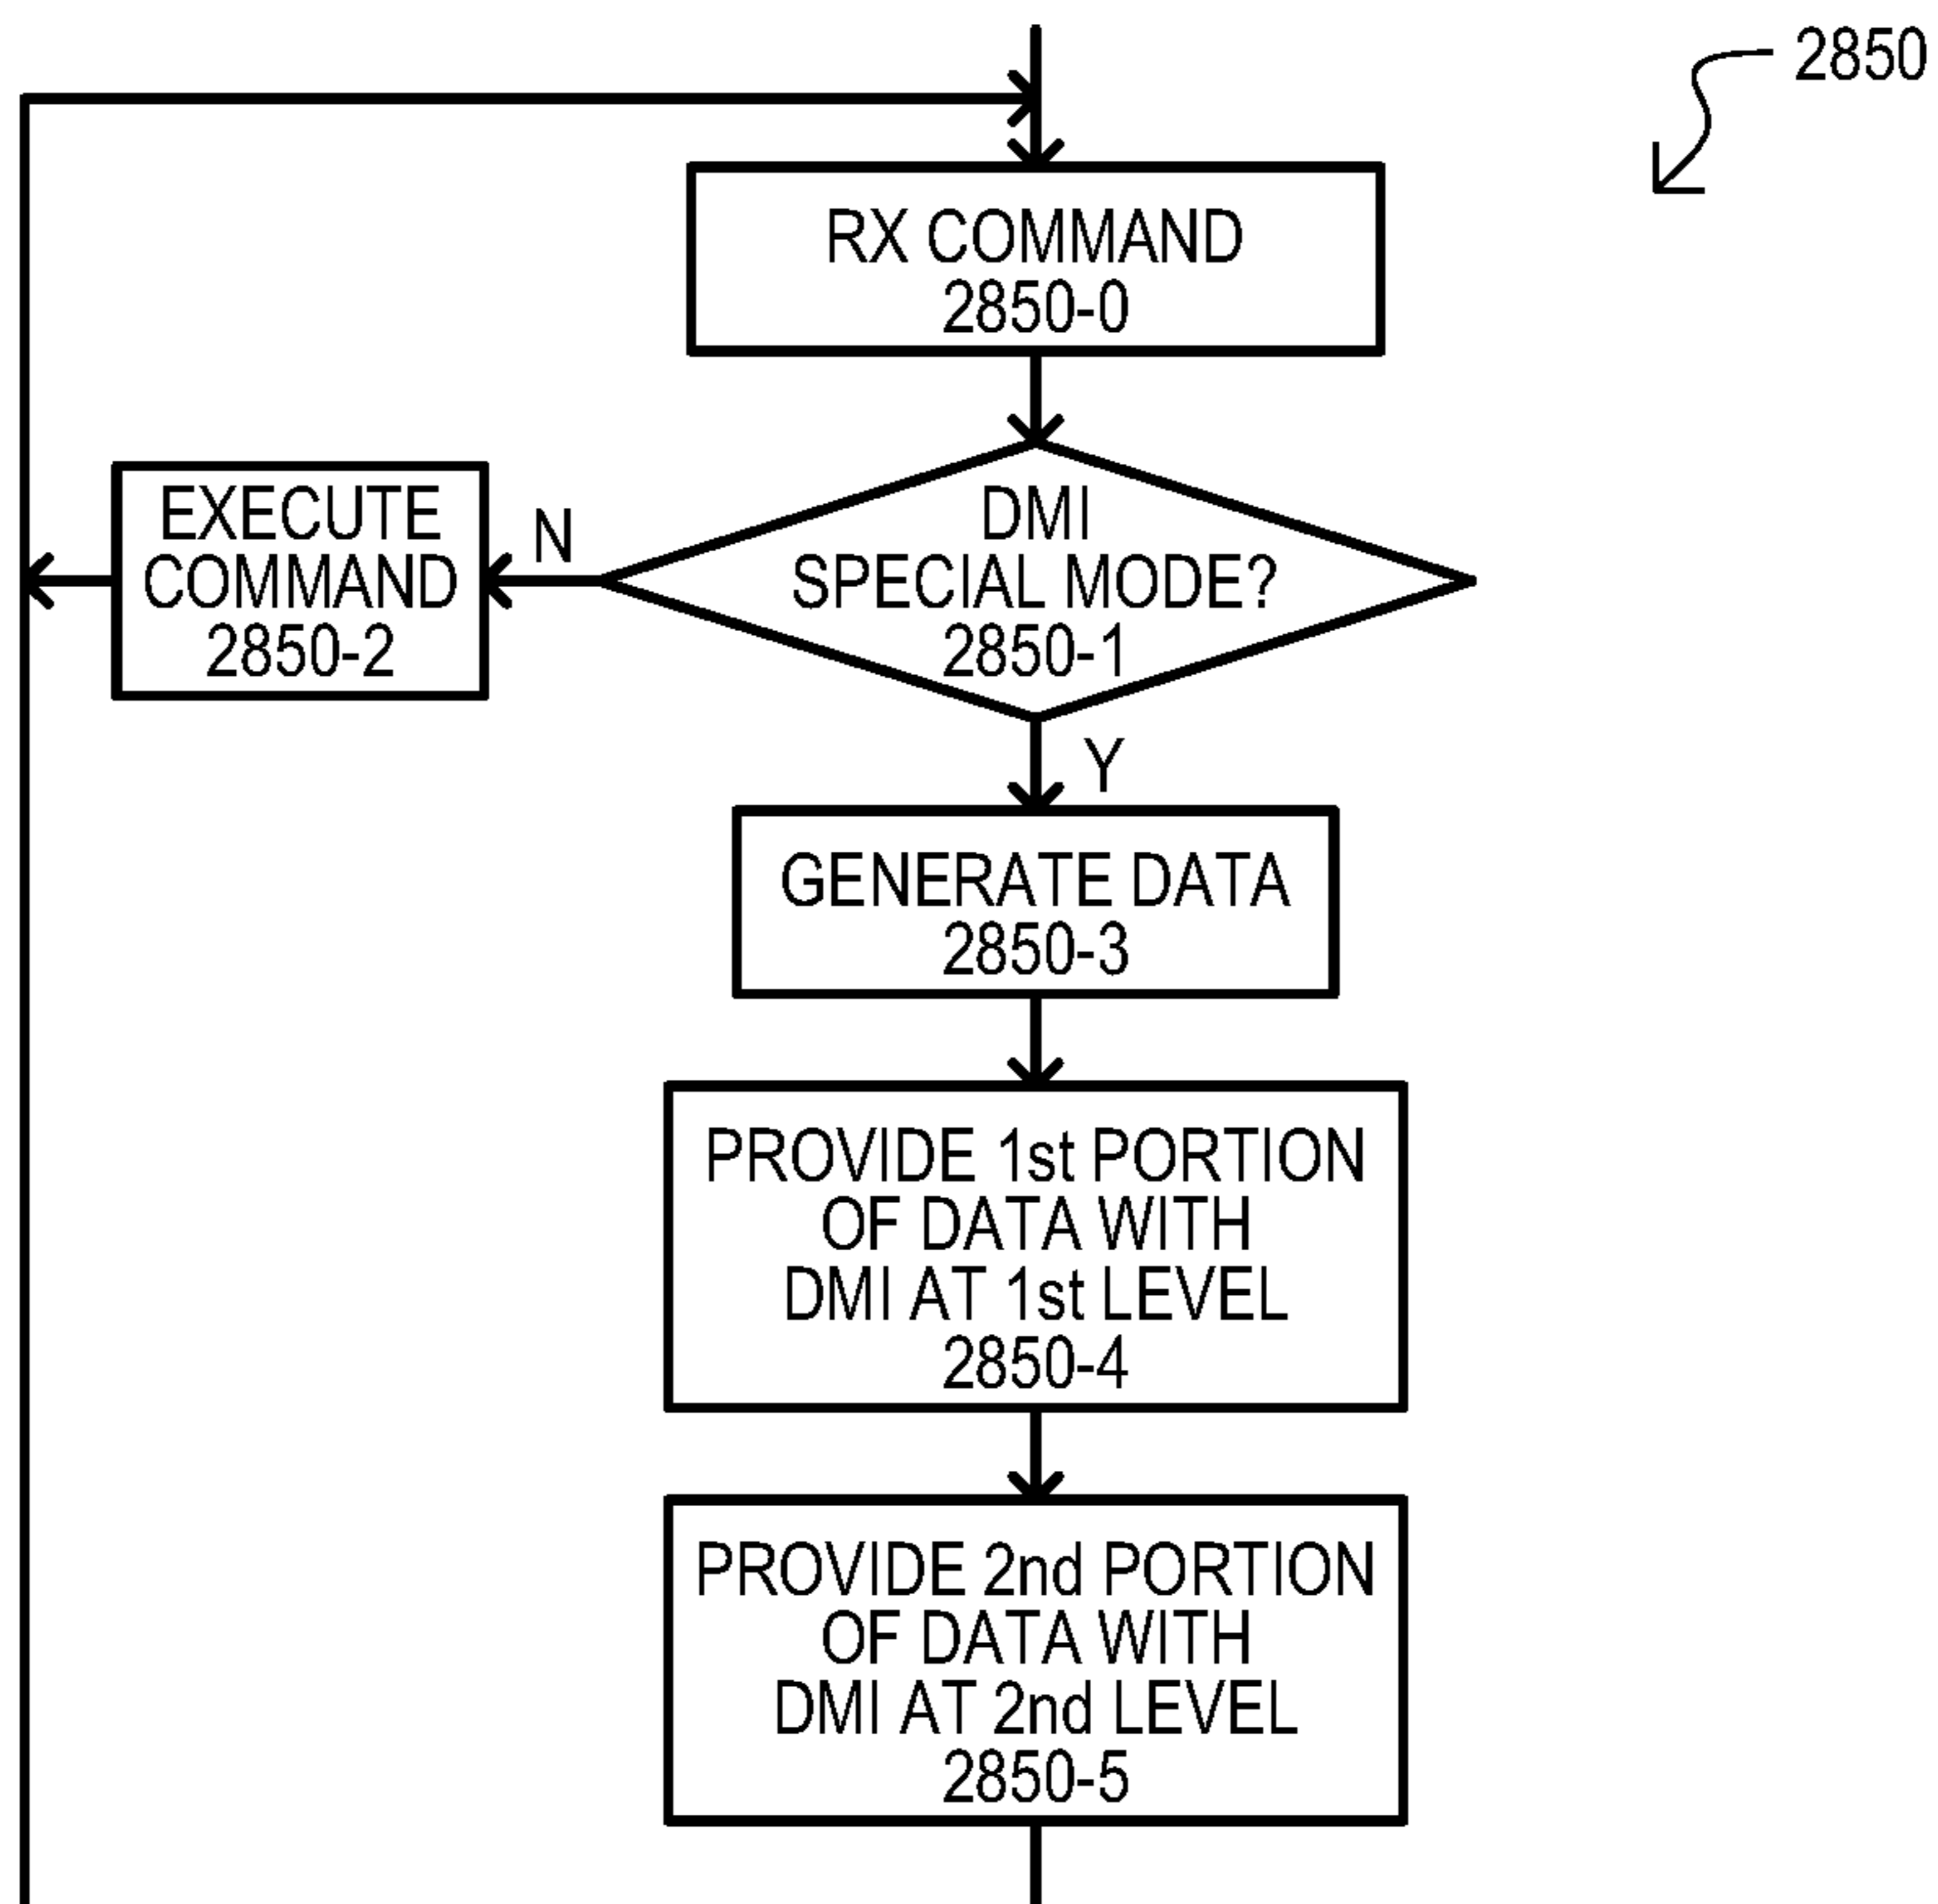 2850
RX COMMAND
2850-0
DMI
SPECIAL MODE?
2850-1
N
EXECUTE
COMMAND
2850-2
Y
GENERATE DATA
2850-3
PROVIDE 1st PORTION
OF DATA WITH
DMI AT 1st LEVEL
2850-4
PROVIDE 2nd PORTION
OF DATA WITH
DMI AT 2nd LEVEL
2850-5